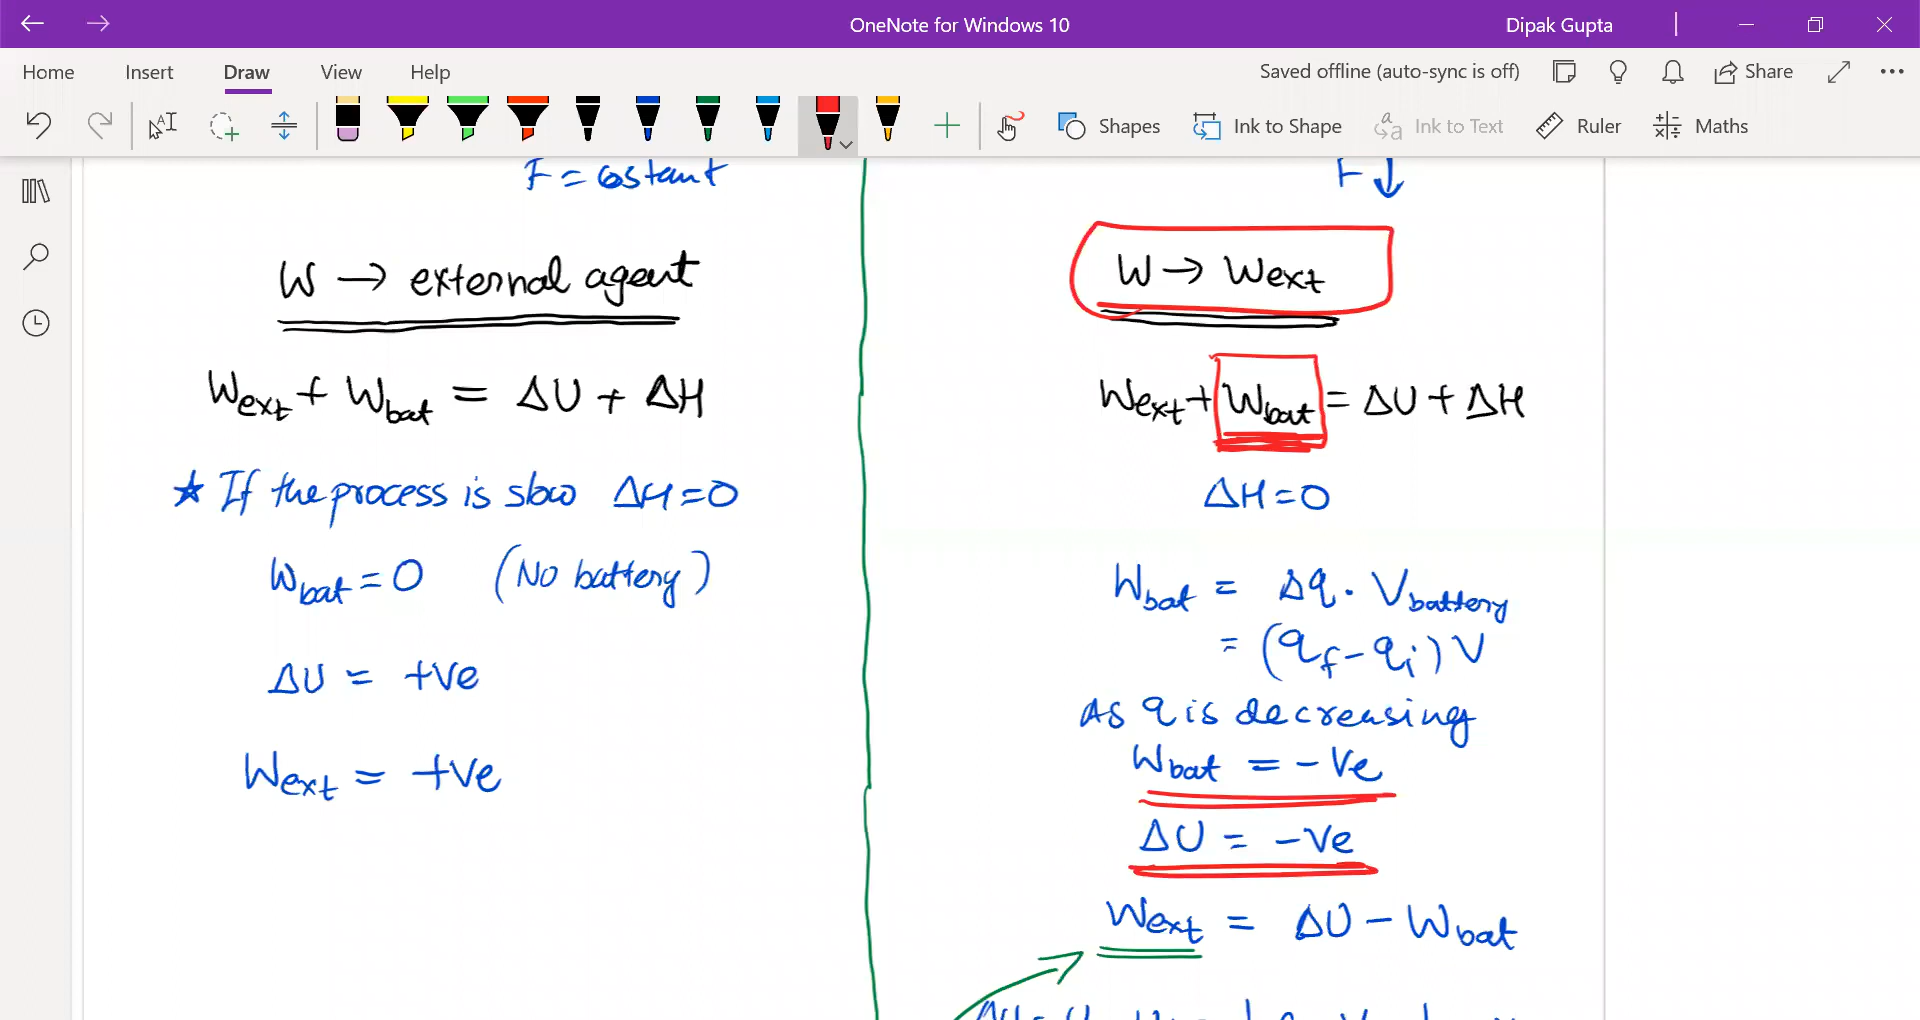 OneNote for Windows 10
Dipak Gupta
Home Insert Draw View Help
Saved offline (auto-sync is off)
Share
Shapes
Ink to Shape
Ink to Text
Ruler
Maths
F = costant
W → external agent
Wext + Wbat = ΔU + ΔH
★ If the process is slow ΔH = 0
Wbat = 0 (No battery)
ΔU = +ve
Wext = +ve
F ↓
W → Wext
Wext + Wbat = ΔU + ΔH
ΔH = 0
Wbat = Δq · Vbattery
= (qf - qi) V
As q is decreasing
Wbat = -ve
ΔU = -ve
Wext = ΔU - Wbat